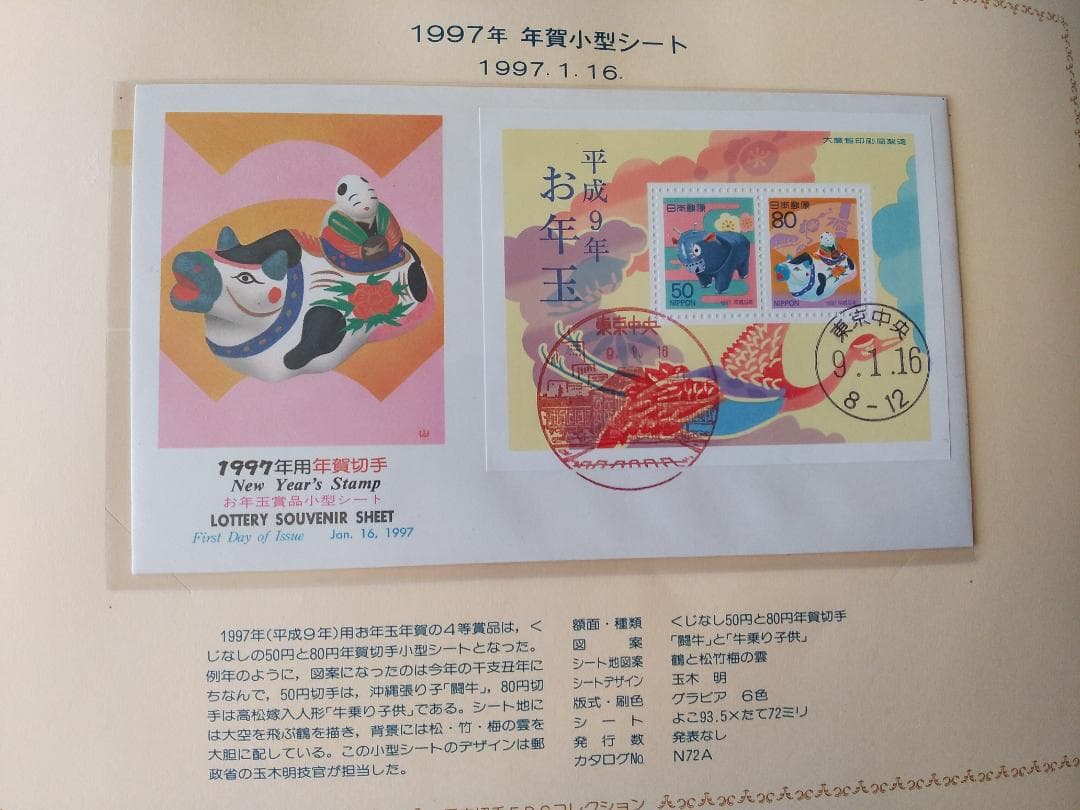 1997年 年賀小型シート
1997.1.16.
大蔵省印刷局製造
平成9年
お年玉
日本郵便
50
NIPPON
日本郵便
80
NIPPON
東京中央
9.1.16
東京中央
9.1.16
8-12
山
1997年用年賀切手
New Year's Stamp
お年玉賞品小型シート
LOTTERY SOUVENIR SHEET
First Day of Issue Jan. 16, 1997
1997年(平成9年)用お年玉年賀の4等賞品は,く
じなしの50円と80円年賀切手小型シートとなった。
例年のように,図案になったのは今年の干支丑年に
ちなんで,50円切手は,沖縄張り子「闘牛」,80円切
手は高松嫁入人形「牛乗り子供」である。シート地に
は大空を飛ぶ鶴を描き,背景には松・竹・梅の雲を
大胆に配している。この小型シートのデザインは郵
政省の玉木明技官が担当した。
額面・種類 くじなし50円と80円年賀切手
図案 「闘牛」と「牛乗り子供」
シート地図案 鶴と松竹梅の雲
シートデザイン 玉木 明
版式・刷色 グラビア 6色
シート よこ93.5×たて72ミリ
発行数 発表なし
カタログNo. N72A
切手FDCコレクション